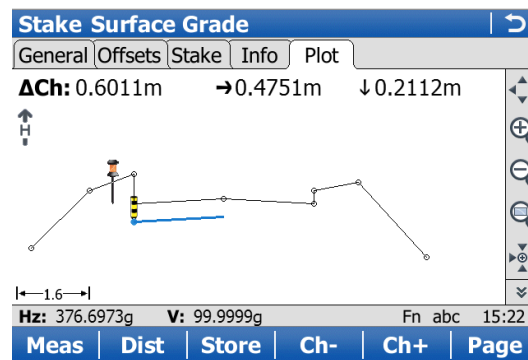 Stake Surface Grade
General Offsets Stake Info Plot
ΔCh: 0.6011m →0.4751m ↓0.2112m
H
1.6
Hz: 376.6973g V: 99.9999g Fn abc 15:22
Meas Dist Store Ch- Ch+ Page